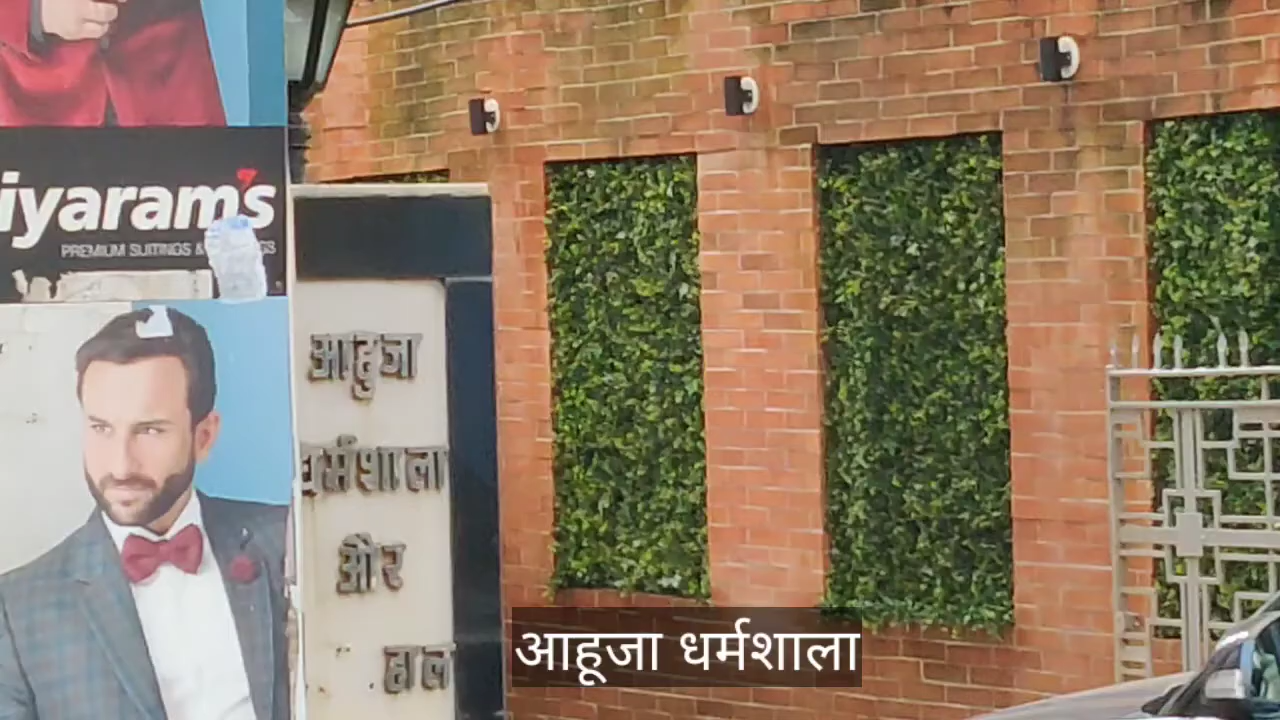 iyaram's
PREMIUM SUITINGS &
आहुजा
धर्मशाला
और
हाल
आहूजा धर्मशाला